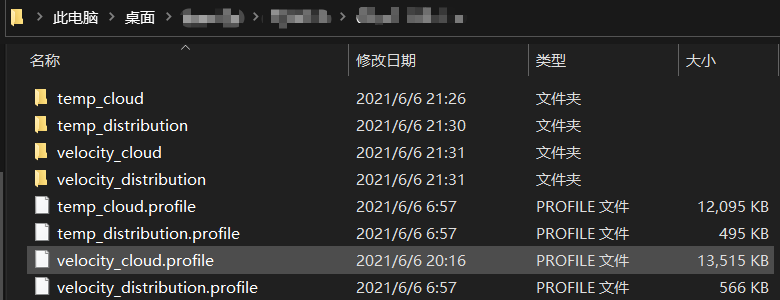 此电脑 > 桌面 >
名称 修改日期 类型 大小
temp_cloud 2021/6/6 21:26 文件夹
temp_distribution 2021/6/6 21:30 文件夹
velocity_cloud 2021/6/6 21:31 文件夹
velocity_distribution 2021/6/6 21:31 文件夹
temp_cloud.profile 2021/6/6 6:57 PROFILE 文件 12,095 KB
temp_distribution.profile 2021/6/6 6:57 PROFILE 文件 495 KB
velocity_cloud.profile 2021/6/6 20:16 PROFILE 文件 13,515 KB
velocity_distribution.profile 2021/6/6 6:57 PROFILE 文件 566 KB